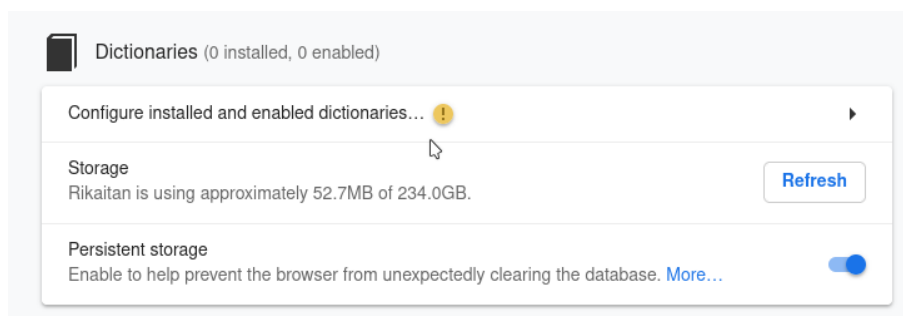 Dictionaries (0 installed, 0 enabled)
Configure installed and enabled dictionaries…
Storage
Rikaitan is using approximately 52.7MB of 234.0GB.
Refresh
Persistent storage
Enable to help prevent the browser from unexpectedly clearing the database. More…